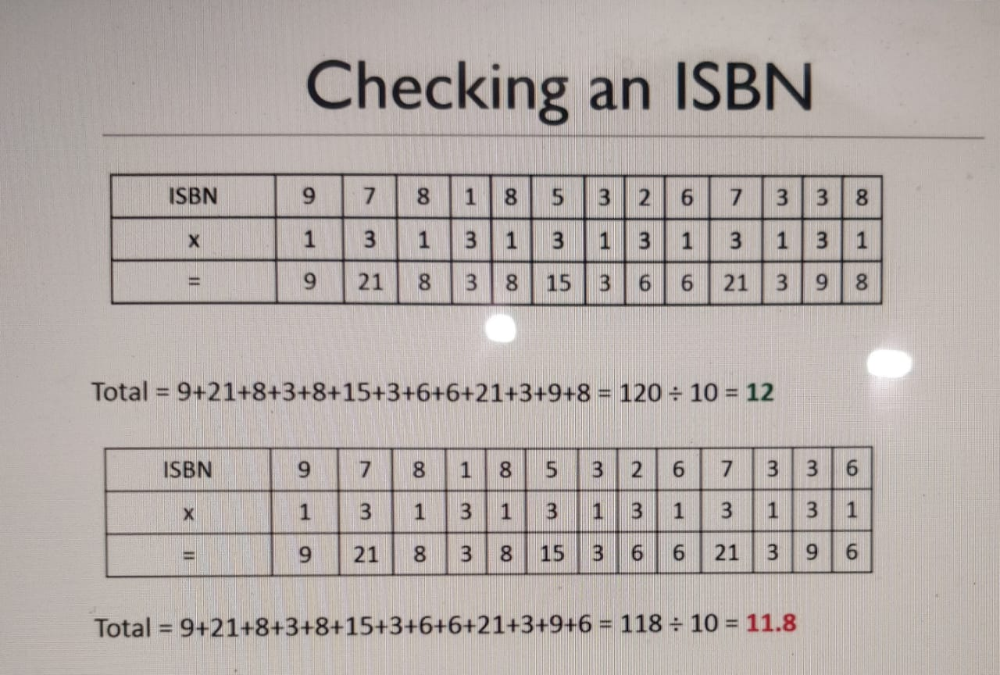 Checking an ISBN
ISBN 9 7 8 1 8 5 3 2 6 7 3 3 8
x 1 3 1 3 1 3 1 3 1 3 1 3 1
= 9 21 8 3 8 15 3 6 6 21 3 9 8
Total = 9+21+8+3+8+15+3+6+6+21+3+9+8 = 120 ÷ 10 = 12
ISBN 9 7 8 1 8 5 3 2 6 7 3 3 6
x 1 3 1 3 1 3 1 3 1 3 1 3 1
= 9 21 8 3 8 15 3 6 6 21 3 9 6
Total = 9+21+8+3+8+15+3+6+6+21+3+9+6 = 118 ÷ 10 = 11.8